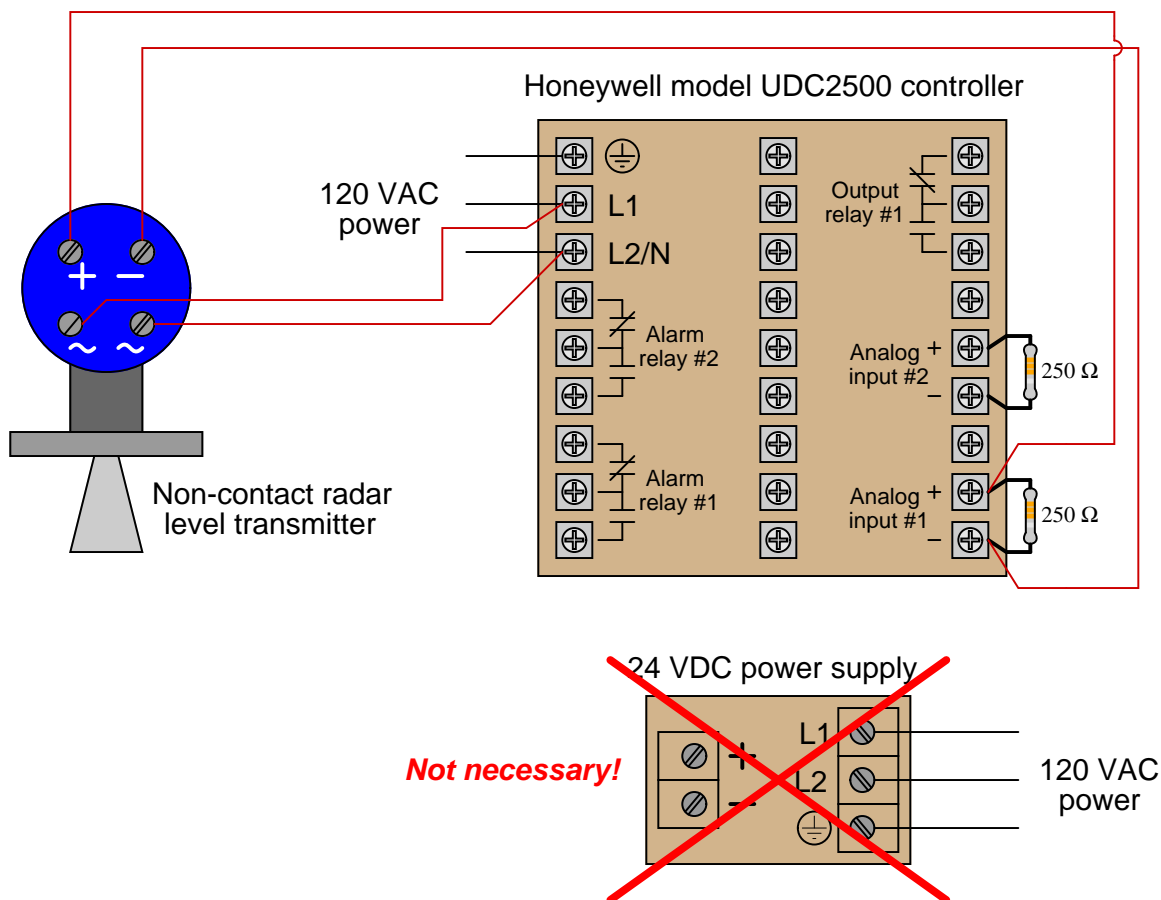 Honeywell model UDC2500 controller
120 VAC
power
L1
L2/N
Output
relay #1
+ −
∼ ∼
Alarm
relay #2
Analog +
input #2
−
250 Ω
Non-contact radar
level transmitter
Alarm
relay #1
Analog +
input #1
−
250 Ω
24 VDC power supply
Not necessary!
+
−
L1
L2
120 VAC
power